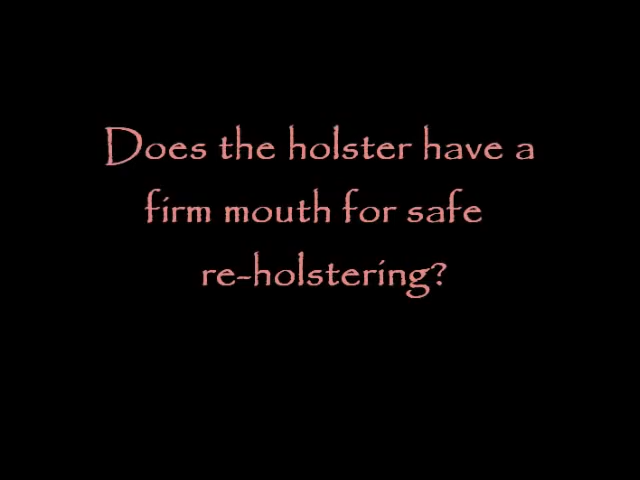 Does the holster have a
firm mouth for safe
re-holstering?